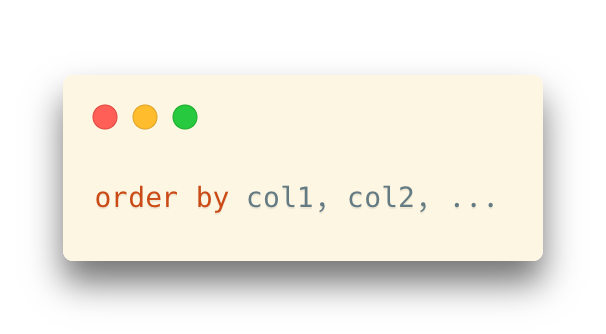 order by col1, col2, ...